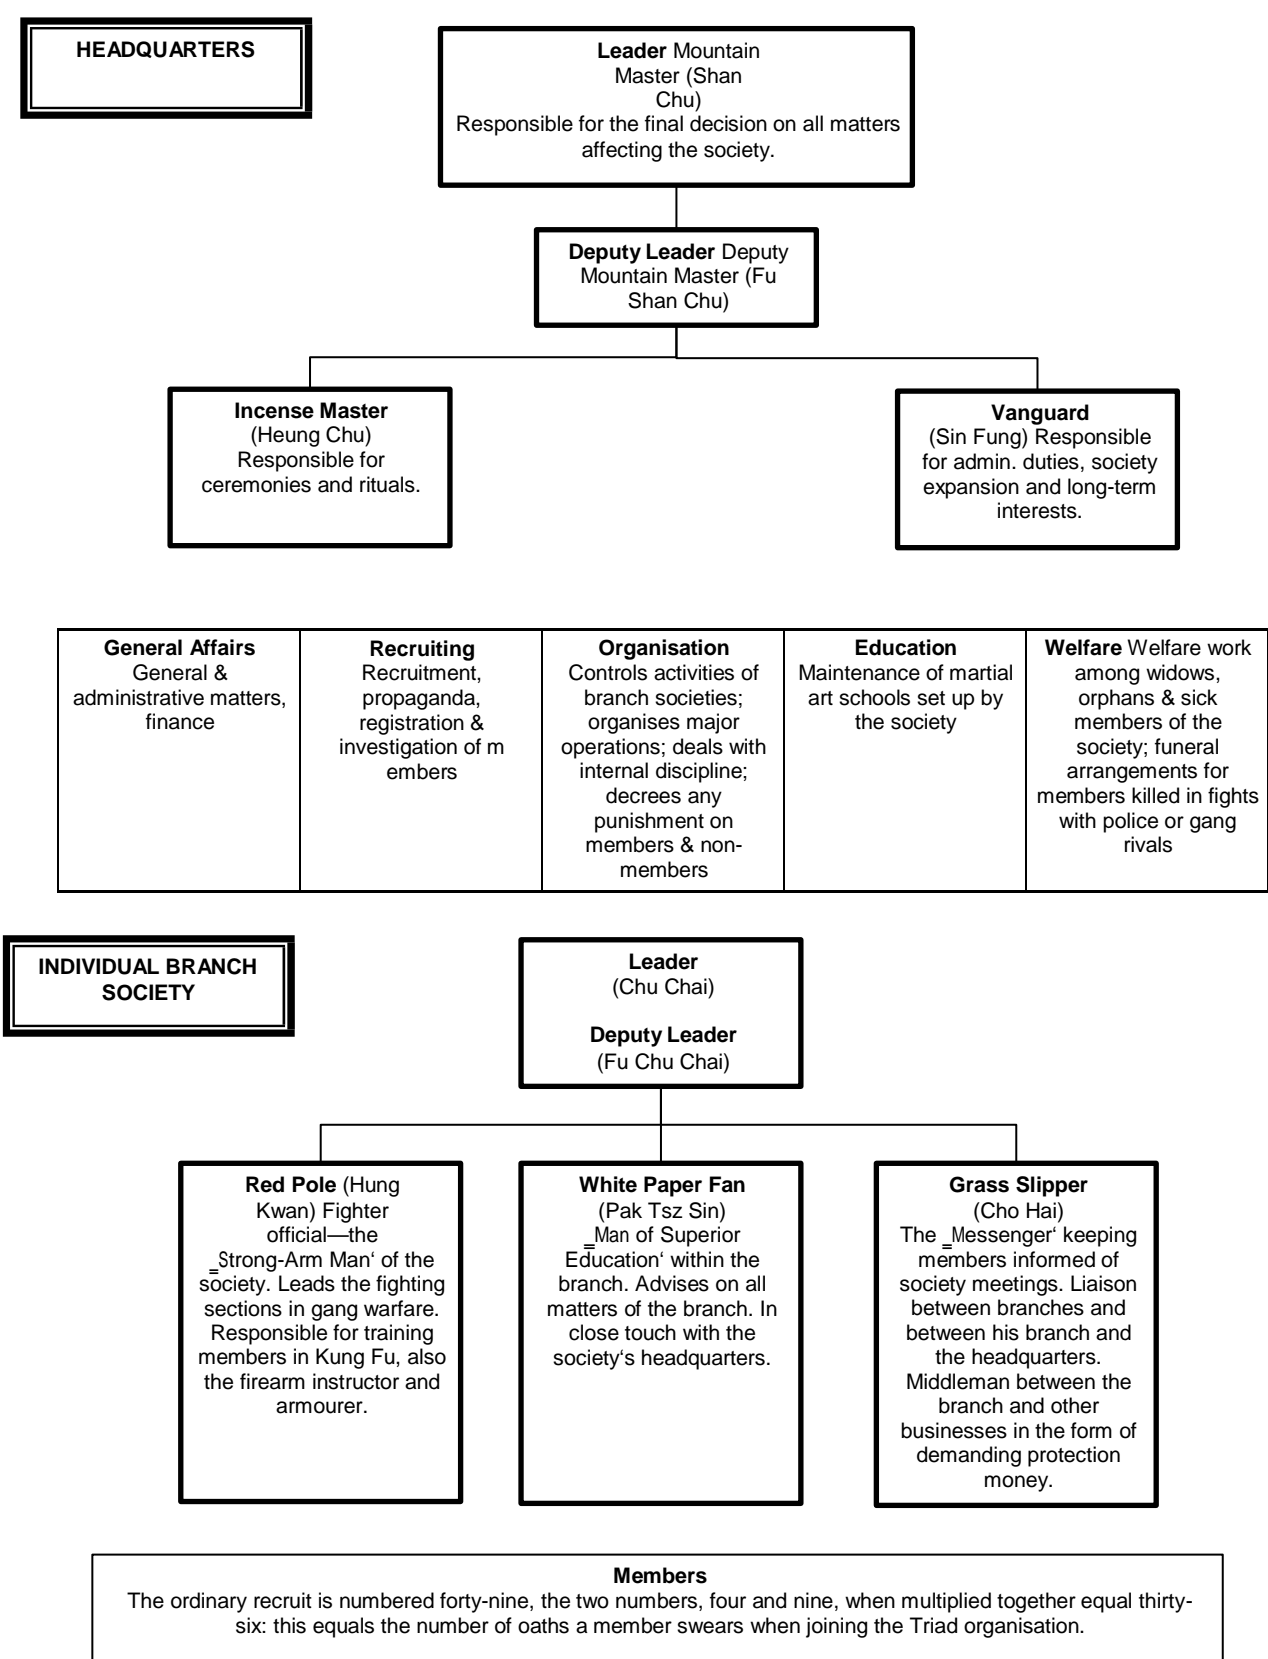 HEADQUARTERS
Leader Mountain
Master (Shan
Chu)
Responsible for the final decision on all matters
affecting the society.
Deputy Leader Deputy
Mountain Master (Fu
Shan Chu)
Incense Master
(Heung Chu)
Responsible for
ceremonies and rituals.
Vanguard
(Sin Fung) Responsible
for admin. duties, society
expansion and long-term
interests.
General Affairs
General &
administrative matters,
finance
Recruiting
Recruitment,
propaganda,
registration &
investigation of m
embers
Organisation
Controls activities of
branch societies;
organises major
operations; deals with
internal discipline;
decrees any
punishment on
members & non-
members
Education
Maintenance of martial
art schools set up by
the society
Welfare Welfare work
among widows,
orphans & sick
members of the
society; funeral
arrangements for
members killed in fights
with police or gang
rivals
INDIVIDUAL BRANCH
SOCIETY
Leader
(Chu Chai)
Deputy Leader
(Fu Chu Chai)
Red Pole (Hung
Kwan) Fighter
official—the
‗Strong-Arm Man‘ of the
society. Leads the fighting
sections in gang warfare.
Responsible for training
members in Kung Fu, also
the firearm instructor and
armourer.
White Paper Fan
(Pak Tsz Sin)
‗Man of Superior
Education‘ within the
branch. Advises on all
matters of the branch. In
close touch with the
society‘s headquarters.
Grass Slipper
(Cho Hai)
The ‗Messenger‘ keeping
members informed of
society meetings. Liaison
between branches and
between his branch and
the headquarters.
Middleman between the
branch and other
businesses in the form of
demanding protection
money.
Members
The ordinary recruit is numbered forty-nine, the two numbers, four and nine, when multiplied together equal thirty-
six: this equals the number of oaths a member swears when joining the Triad organisation.